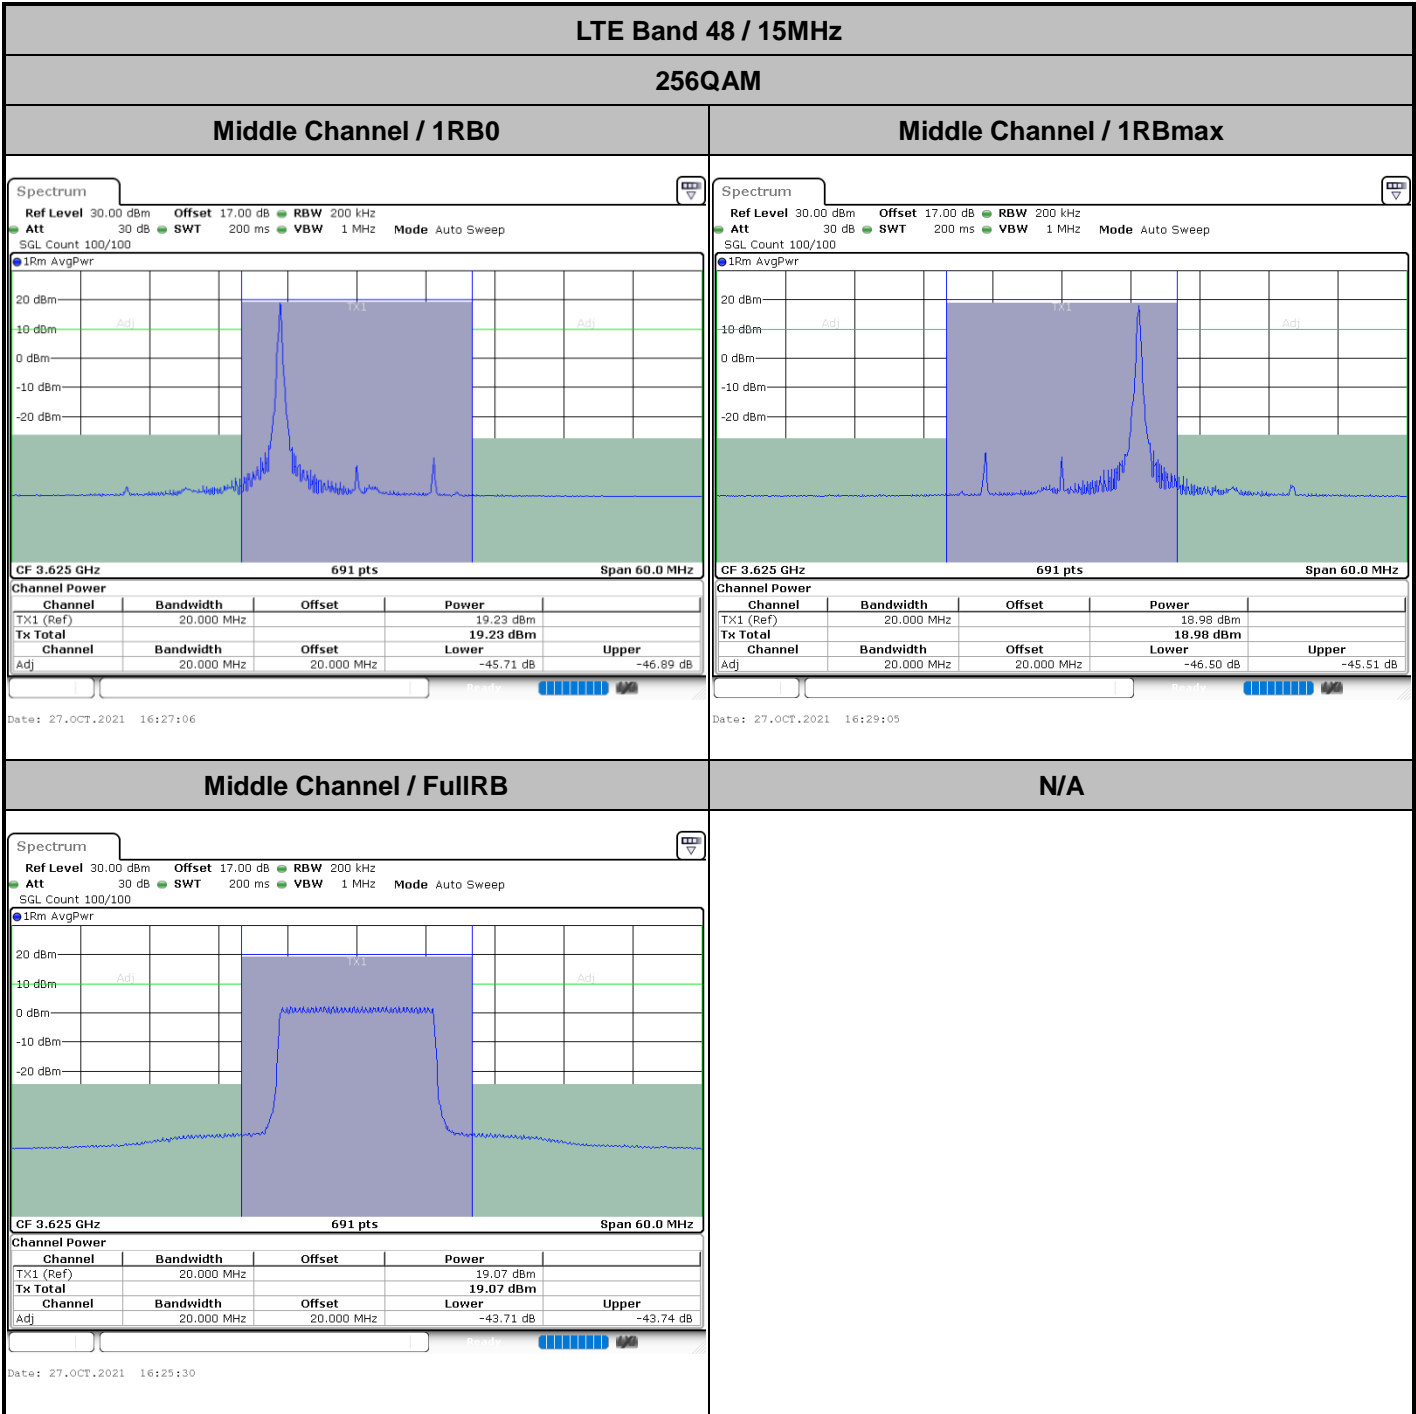 LTE Band 48 / 15MHz
256QAM
Middle Channel / 1RB0
Middle Channel / 1RBmax
Spectrum
Ref Level 30.00 dBm Offset 17.00 dB RBW 200 kHz
Att 30 dB SWT 200 ms VBW 1 MHz Mode Auto Sweep
SGL Count 100/100
1Rm AvgPwr
TX1
20 dBm
Adj
Adj
10 dBm
0 dBm
-10 dBm
-20 dBm
CF 3.625 GHz 691 pts Span 60.0 MHz
Channel Power
Channel Bandwidth Offset Power
TX1 (Ref) 20.000 MHz 19.23 dBm
Tx Total 19.23 dBm
Channel Bandwidth Offset Lower Upper
Adj 20.000 MHz 20.000 MHz -45.71 dB -46.89 dB
Ready
Date: 27.OCT.2021 16:27:06
Spectrum
Ref Level 30.00 dBm Offset 17.00 dB RBW 200 kHz
Att 30 dB SWT 200 ms VBW 1 MHz Mode Auto Sweep
SGL Count 100/100
1Rm AvgPwr
TX1
20 dBm
Adj
Adj
10 dBm
0 dBm
-10 dBm
-20 dBm
CF 3.625 GHz 691 pts Span 60.0 MHz
Channel Power
Channel Bandwidth Offset Power
TX1 (Ref) 20.000 MHz 18.98 dBm
Tx Total 18.98 dBm
Channel Bandwidth Offset Lower Upper
Adj 20.000 MHz 20.000 MHz -46.50 dB -45.51 dB
Ready
Date: 27.OCT.2021 16:29:05
Middle Channel / FullRB
N/A
Spectrum
Ref Level 30.00 dBm Offset 17.00 dB RBW 200 kHz
Att 30 dB SWT 200 ms VBW 1 MHz Mode Auto Sweep
SGL Count 100/100
1Rm AvgPwr
TX1
20 dBm
Adj
Adj
10 dBm
0 dBm
-10 dBm
-20 dBm
CF 3.625 GHz 691 pts Span 60.0 MHz
Channel Power
Channel Bandwidth Offset Power
TX1 (Ref) 20.000 MHz 19.07 dBm
Tx Total 19.07 dBm
Channel Bandwidth Offset Lower Upper
Adj 20.000 MHz 20.000 MHz -43.71 dB -43.74 dB
Ready
Date: 27.OCT.2021 16:25:30